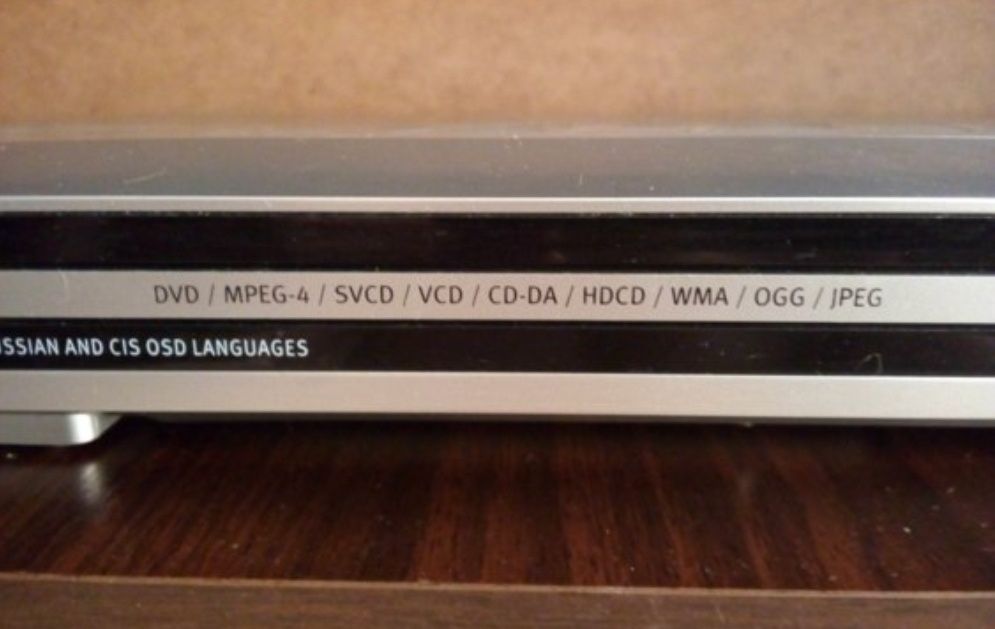 DVD / MPEG-4 / SVCD / VCD / CD-DA / HDCD / WMA / OGG / JPEG
SSIAN AND CIS OSD LANGUAGES